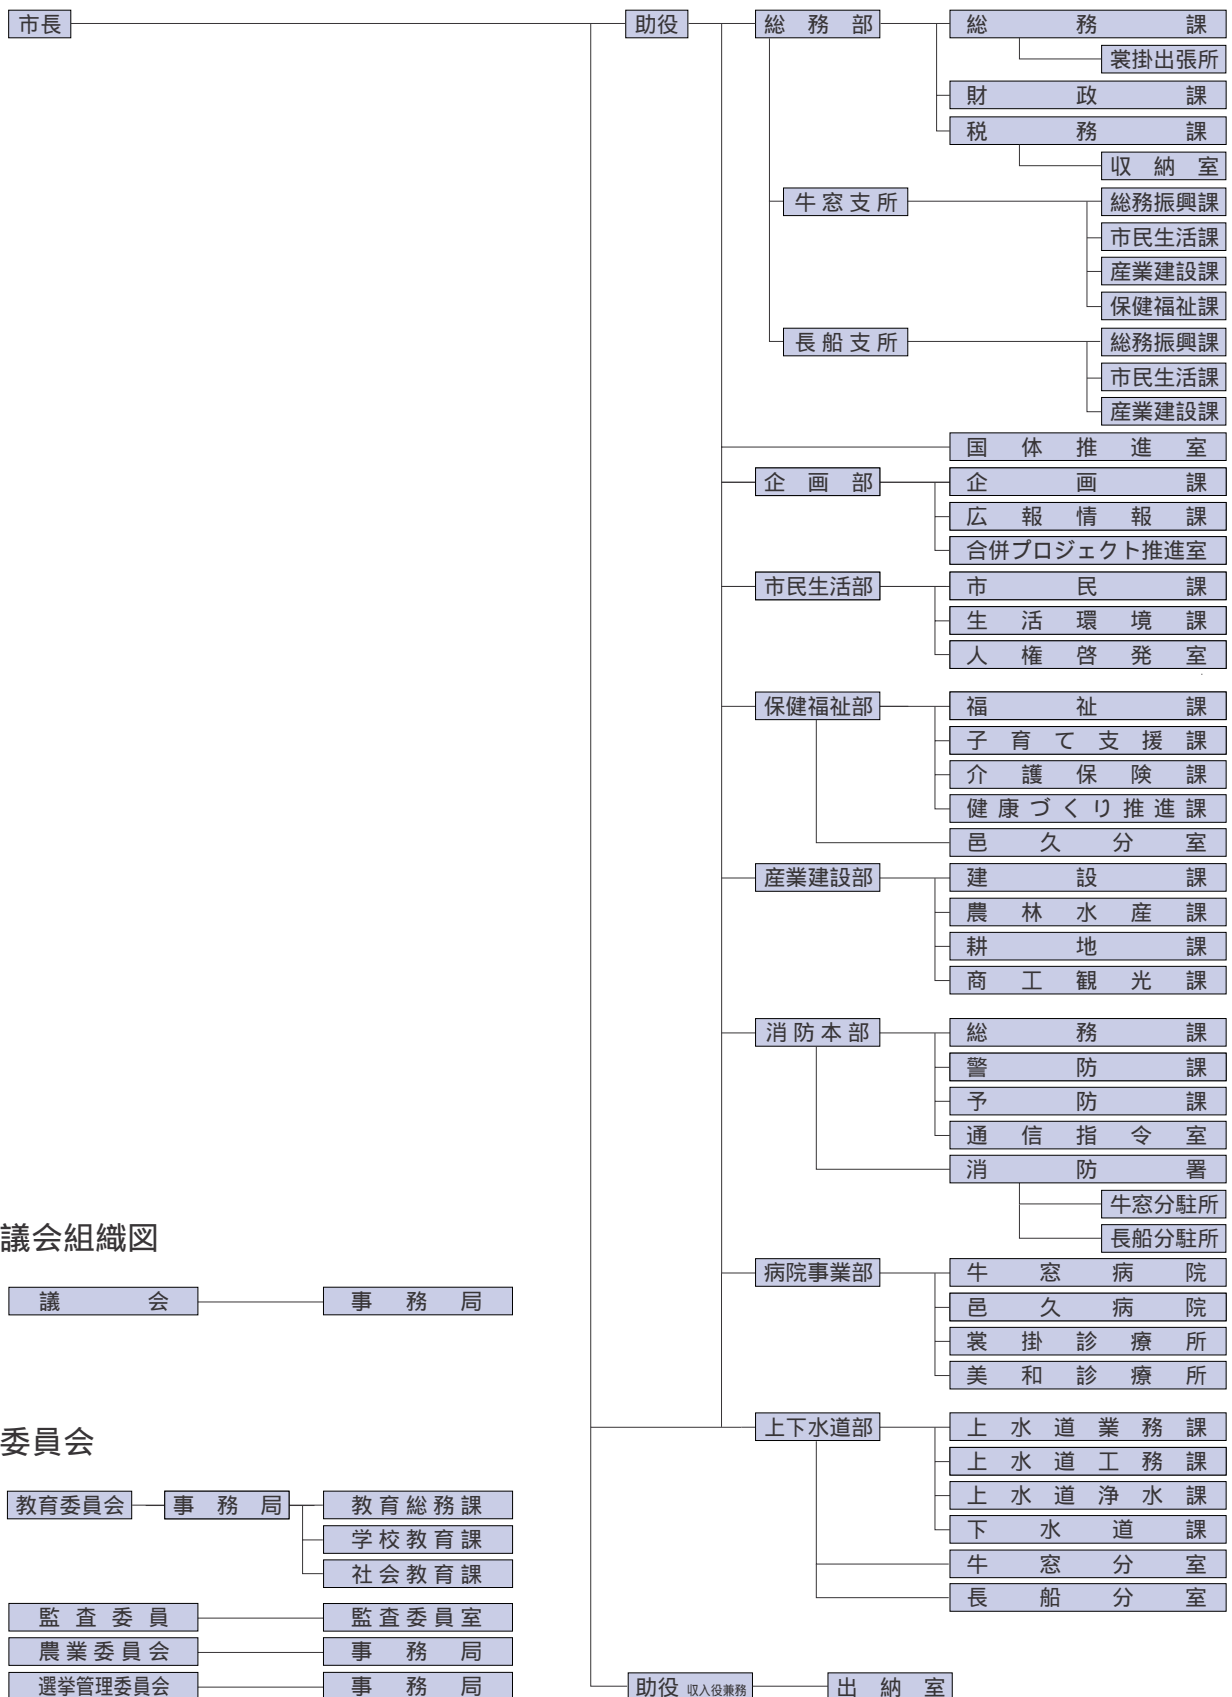 市長
助役
総務部
総務課
裳掛出張所
財政課
税務課
収納室
牛窓支所
総務振興課
市民生活課
産業建設課
保健福祉課
長船支所
総務振興課
市民生活課
産業建設課
国体推進室
企画部
企画課
広報情報課
合併プロジェクト推進室
市民生活部
市民課
生活環境課
人権啓発室
保健福祉部
福祉課
子育て支援課
介護保険課
健康づくり推進課
邑久分室
産業建設部
建設課
農林水産課
耕地課
商工観光課
消防本部
総務課
警防課
予防課
通信指令室
消防署
牛窓分駐所
長船分駐所
病院事業部
牛窓病院
邑久病院
裳掛診療所
美和診療所
上下水道部
上水道業務課
上水道工務課
上水道浄水課
下水道課
牛窓分室
長船分室
助役 収入役兼務
出納室
議会組織図
議会
事務局
委員会
教育委員会
事務局
教育総務課
学校教育課
社会教育課
監査委員
監査委員室
農業委員会
事務局
選挙管理委員会
事務局